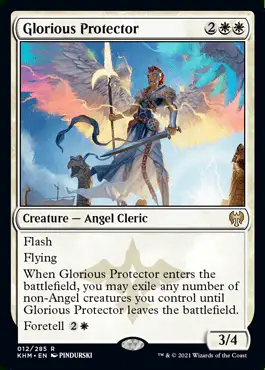 Glorious Protector 2
Creature — Angel Cleric
Flash
Flying
When Glorious Protector enters the
battlefield, you may exile any number of
non-Angel creatures you control until
Glorious Protector leaves the battlefield.
Foretell 2
3/4
012/285 R
KHM • EN PINDURSKI
™ & © 2021 Wizards of the Coast